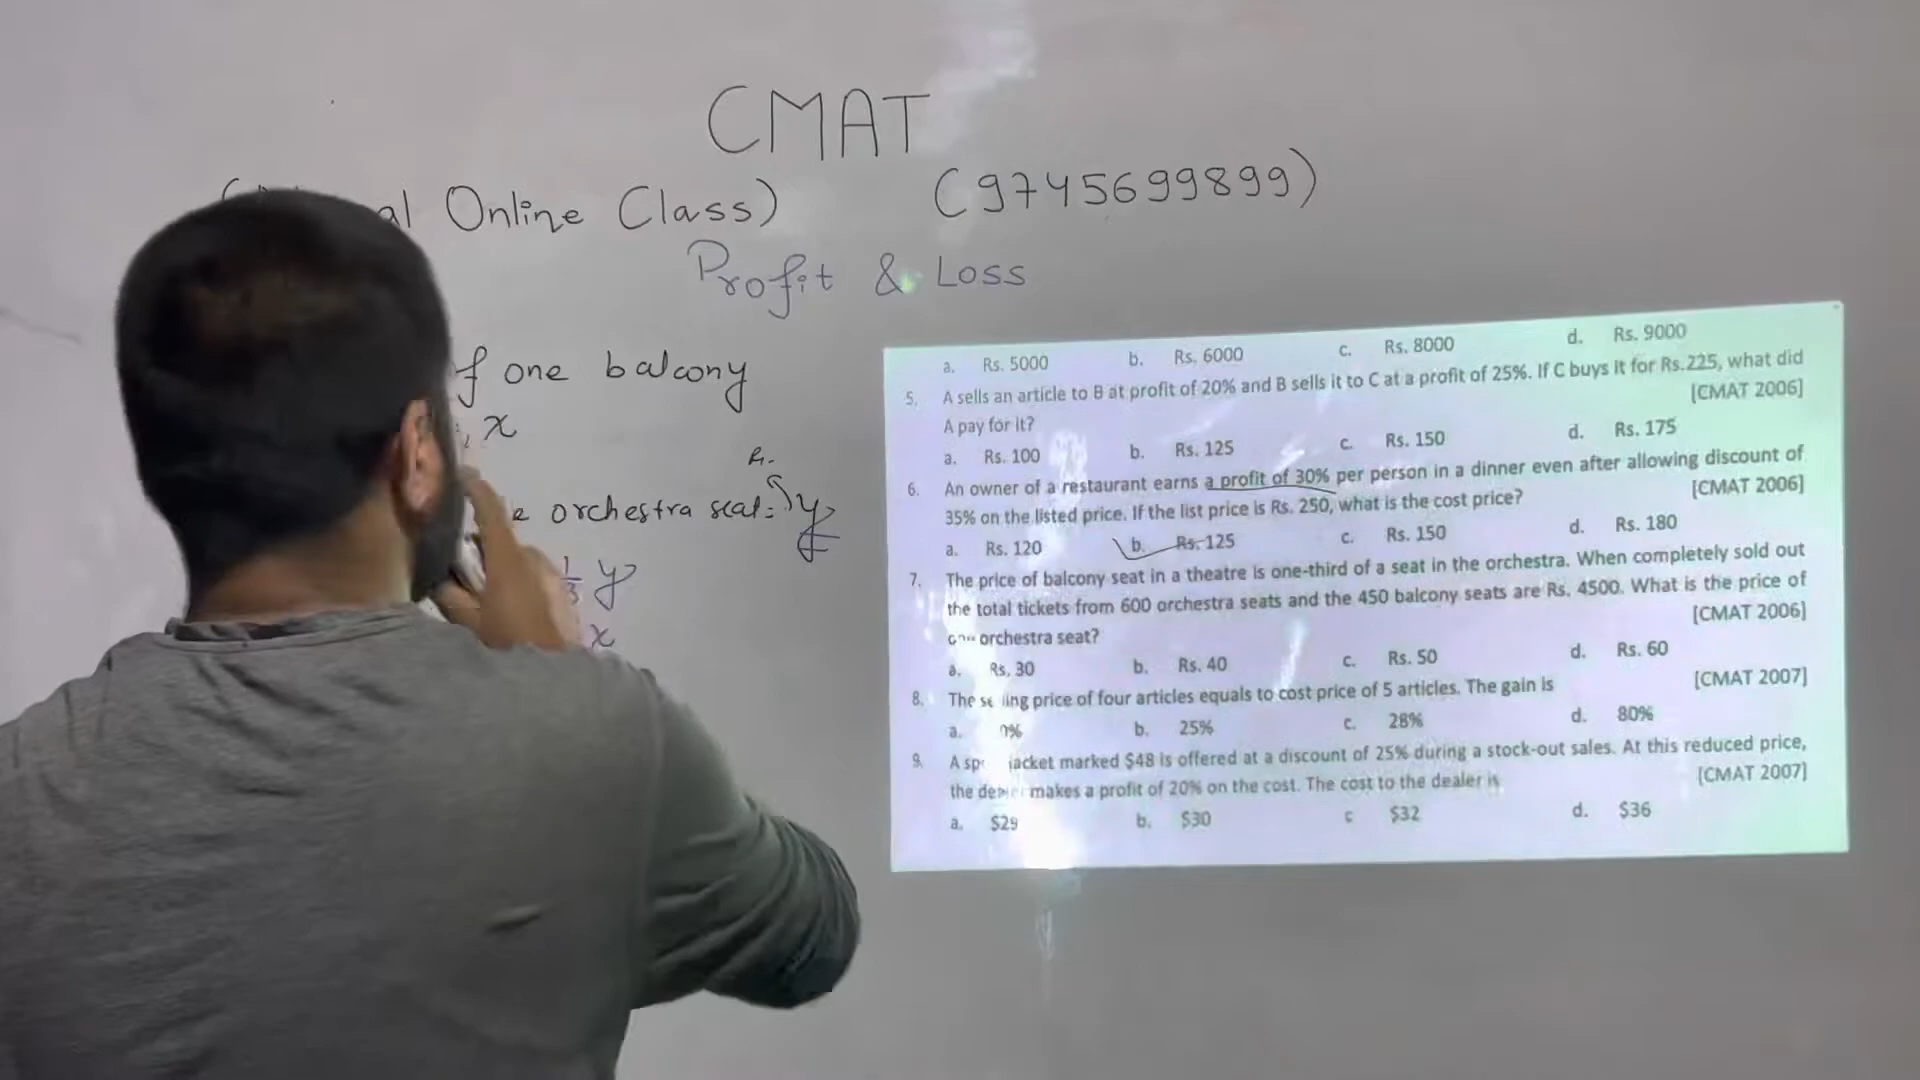 CMAT
al Online Class) (9745699899)
Profit & Loss
f one balcony
x
Rs.
orchestra seat = y
1/3 y
x
a. Rs. 5000 b. Rs. 6000 c. Rs. 8000 d. Rs. 9000
5. A sells an article to B at profit of 20% and B sells it to C at a profit of 25%. If C buys it for Rs.225, what did
A pay for it? [CMAT 2006]
a. Rs. 100 b. Rs. 125 c. Rs. 150 d. Rs. 175
6. An owner of a restaurant earns a profit of 30% per person in a dinner even after allowing discount of
35% on the listed price. If the list price is Rs. 250, what is the cost price? [CMAT 2006]
a. Rs. 120 b. Rs. 125 c. Rs. 150 d. Rs. 180
7. The price of balcony seat in a theatre is one-third of a seat in the orchestra. When completely sold out
the total tickets from 600 orchestra seats and the 450 balcony seats are Rs. 4500. What is the price of
orchestra seat? [CMAT 2006]
a. Rs. 30 b. Rs. 40 c. Rs. 50 d. Rs. 60
8. The se ling price of four articles equals to cost price of 5 articles. The gain is [CMAT 2007]
a. 0% b. 25% c. 28% d. 80%
9. A sp jacket marked $48 is offered at a discount of 25% during a stock-out sales. At this reduced price,
the dealer makes a profit of 20% on the cost. The cost to the dealer is [CMAT 2007]
a. $29 b. $30 c $32 d. $36